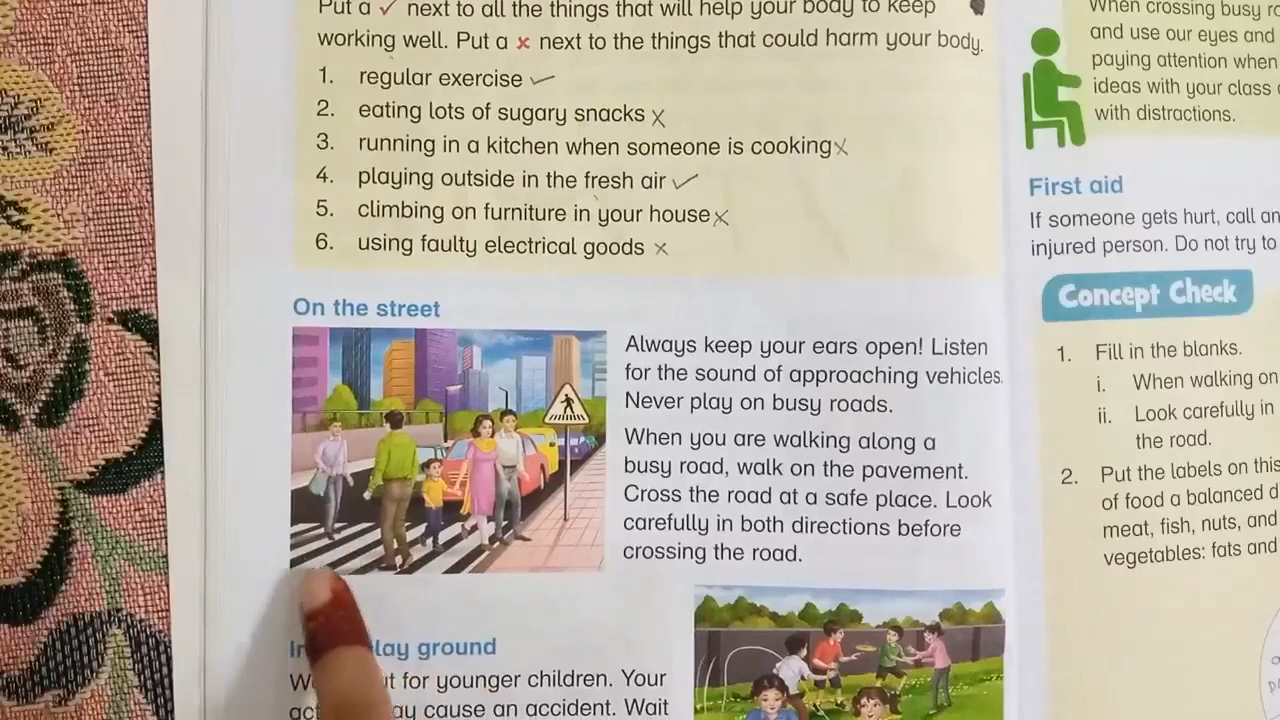 Put a ✓ next to all the things that will help your body to keep
working well. Put a × next to the things that could harm your body.
1. regular exercise ✓
2. eating lots of sugary snacks ×
3. running in a kitchen when someone is cooking ×
4. playing outside in the fresh air ✓
5. climbing on furniture in your house ×
6. using faulty electrical goods ×
On the street
Always keep your ears open! Listen
for the sound of approaching vehicles.
Never play on busy roads.
When you are walking along a
busy road, walk on the pavement.
Cross the road at a safe place. Look
carefully in both directions before
crossing the road.
lay ground
for younger children. Your
cause an accident. Wait
When crossing busy
and use our eyes and
paying attention when
ideas with your class
with distractions.
First aid
If someone gets hurt, call
injured person. Do not try to
Concept Check
1. Fill in the blanks.
i. When walking on
ii. Look carefully in
the road.
2. Put the labels on this
of food a balanced
meat, fish, nuts, and
vegetables: fats and